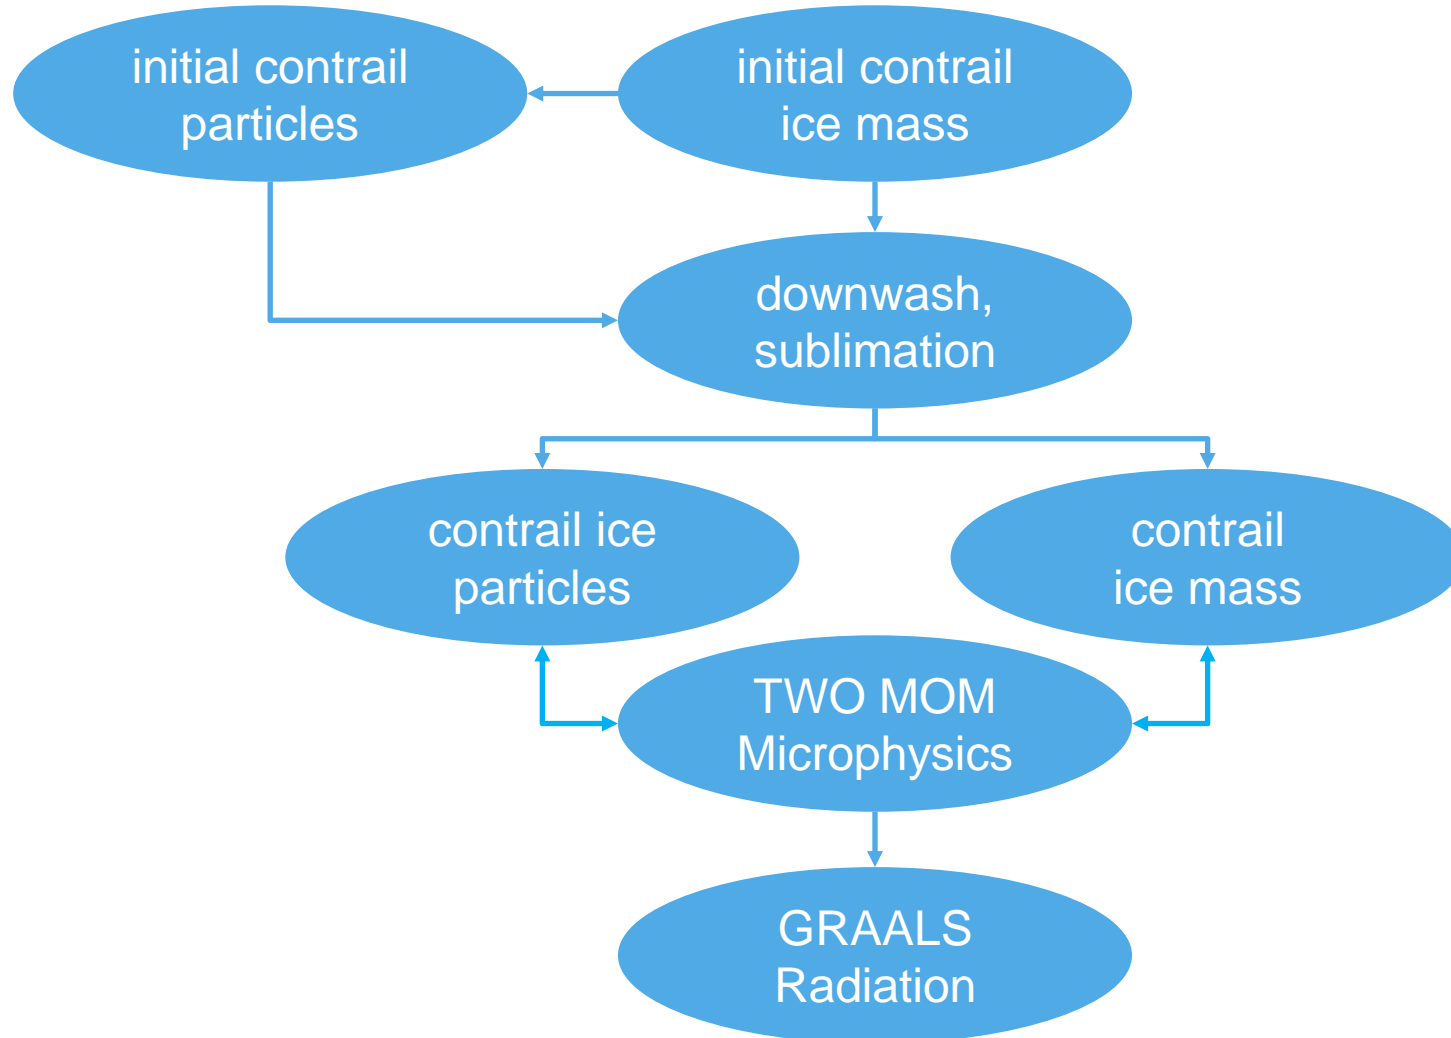 initial contrail
particles
initial contrail
ice mass
downwash,
sublimation
contrail ice
particles
contrail
ice mass
TWO MOM
Microphysics
GRAALS
Radiation